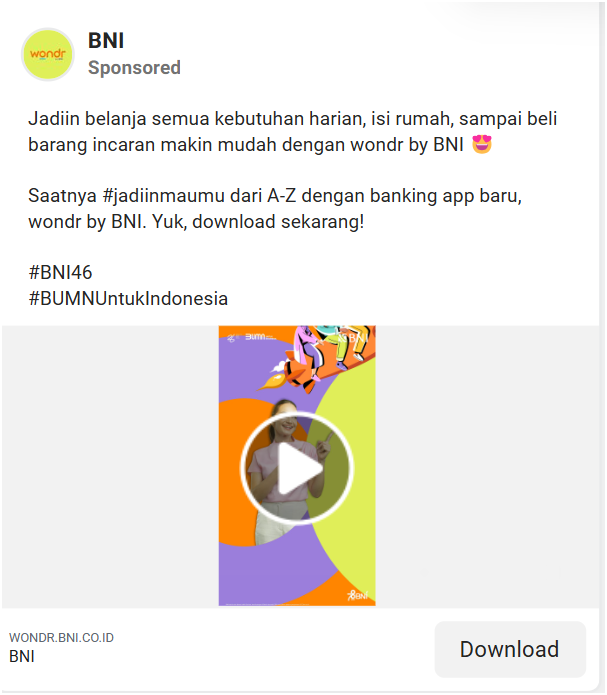 wondr
BNI
Sponsored
Jadiin belanja semua kebutuhan harian, isi rumah, sampai beli
barang incaran makin mudah dengan wondr by BNI 😍
Saatnya #jadiinmaumu dari A-Z dengan banking app baru,
wondr by BNI. Yuk, download sekarang!
#BNI46
#BUMNUntukIndonesia
BUMN
BNI
BNI
WONDR.BNI.CO.ID
BNI
Download